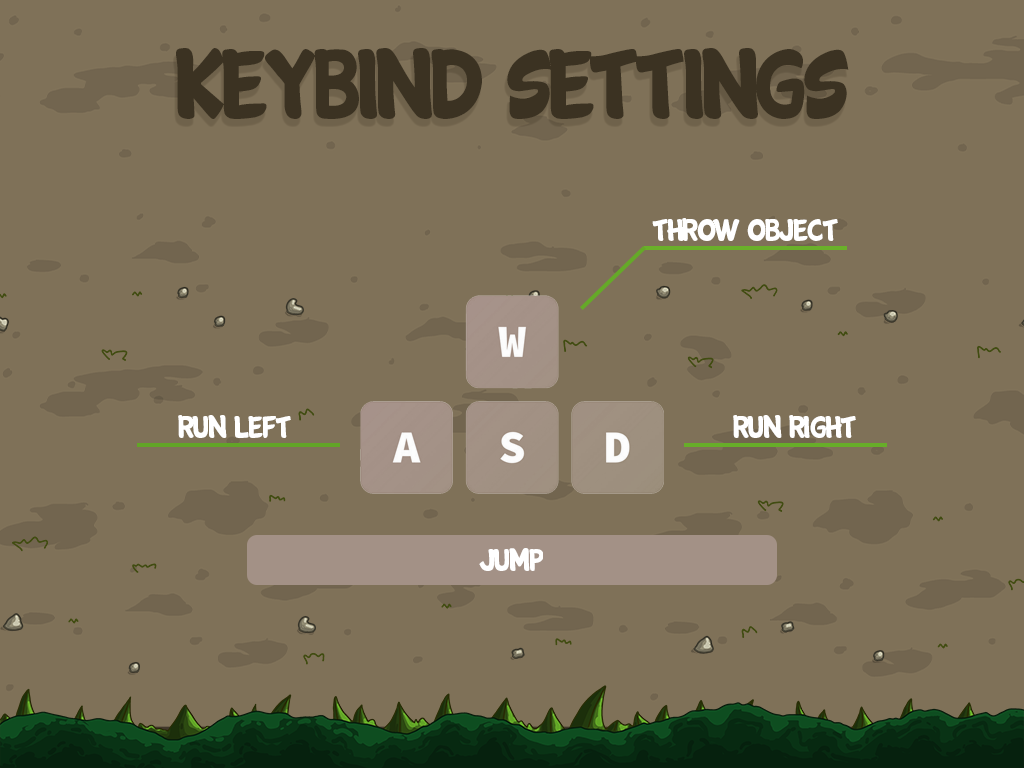 KEYBIND SETTINGS
THROW OBJECT
W
RUN LEFT
A S D
RUN RIGHT
JUMP